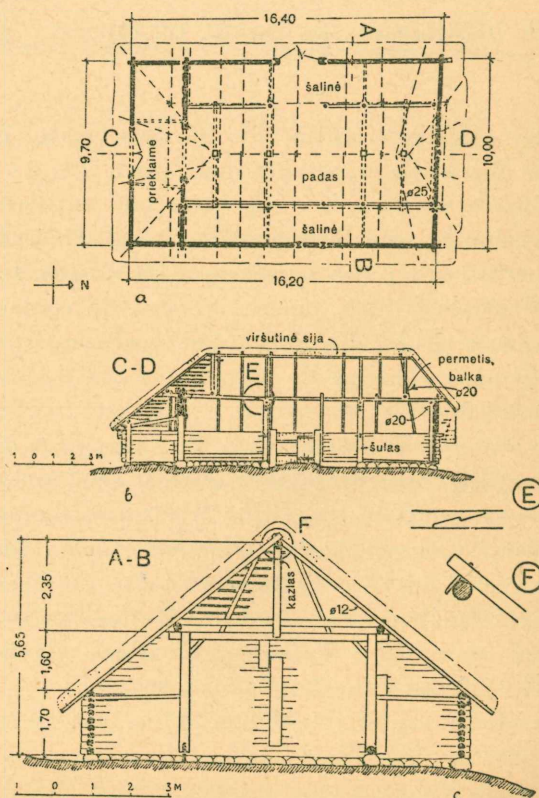 16,40
A
šalinė
C
D
9,70
prieklaimė
10,00
padas
ø25
šalinė
B
N
16,20
a
viršutinė sija
C-D
permetis,
balka
E
ø20
ø20
šulas
1 0 1 2 3M
b
E
F
A-B
F
kazlas
ø12
2,35
5,65
1,60
1,70
1 0 1 2 3 M
c